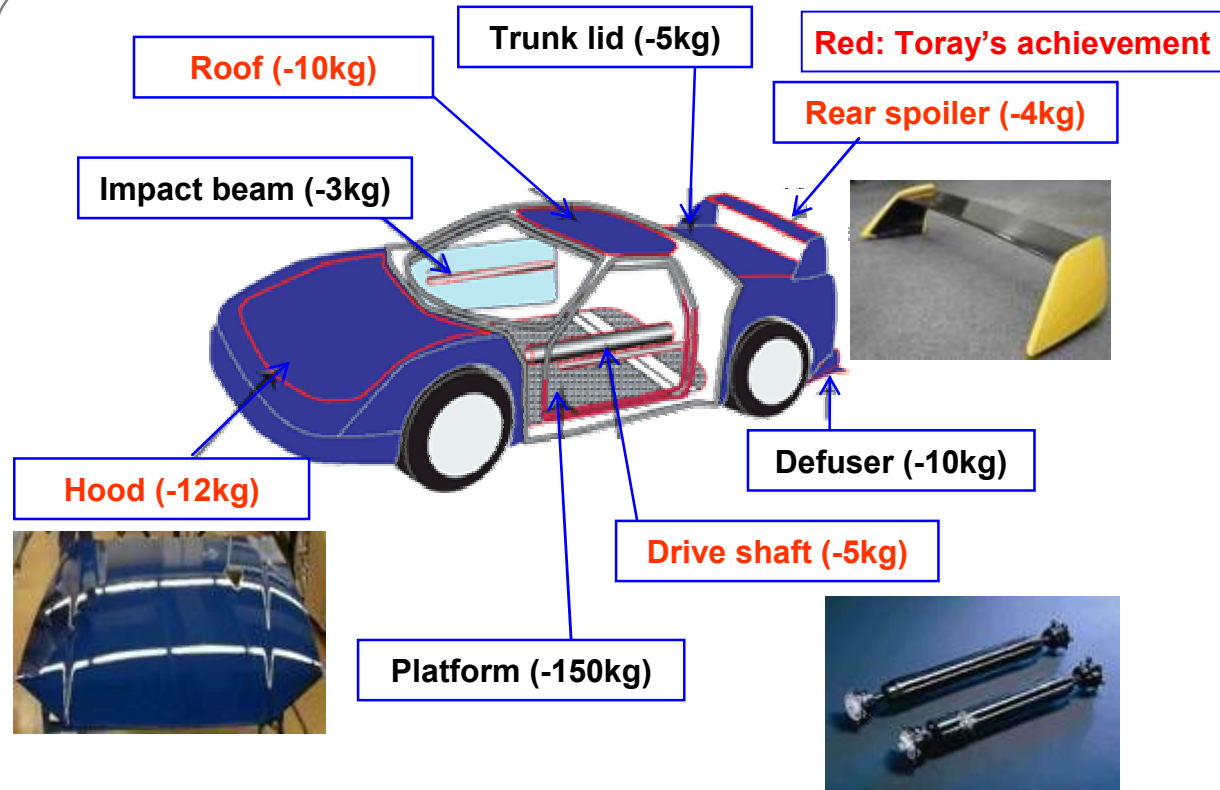 Trunk lid (-5kg)
Red: Toray’s achievement
Roof (-10kg)
Rear spoiler (-4kg)
Impact beam (-3kg)
Defuser (-10kg)
Hood (-12kg)
Drive shaft (-5kg)
Platform (-150kg)